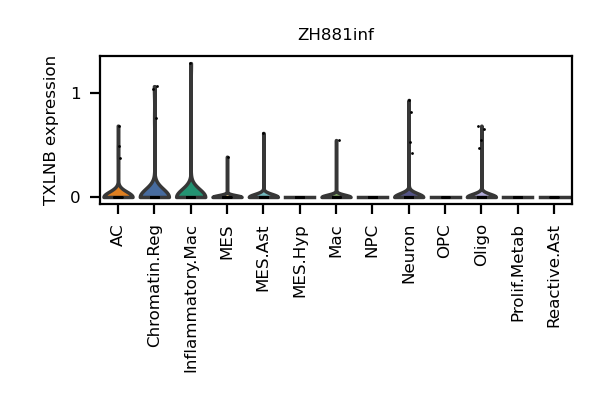 ZH881inf
TXLNB expression
1
0
AC
Chromatin.Reg
Inflammatory.Mac
MES
MES.Ast
MES.Hyp
Mac
NPC
Neuron
OPC
Oligo
Prolif.Metab
Reactive.Ast